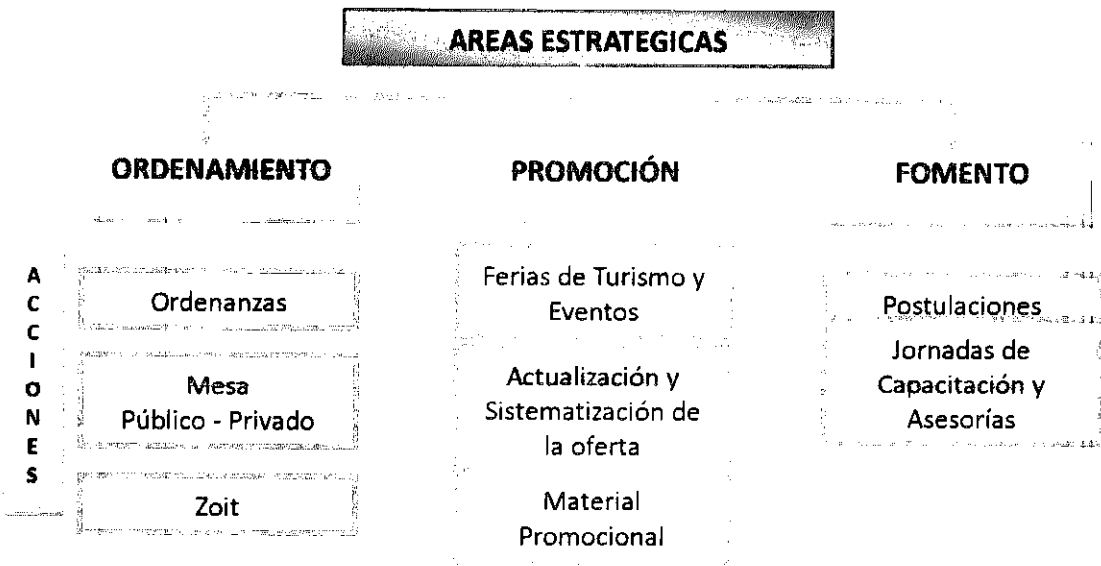 AREAS ESTRATEGICAS
ORDENAMIENTO
PROMOCIÓN
FOMENTO
ACCIONES
Ordenanzas
Mesa
Público - Privado
Zoit
Ferias de Turismo y
Eventos
Actualización y
Sistematización de
la oferta
Material
Promocional
Postulaciones
Jornadas de
Capacitación y
Asesorías